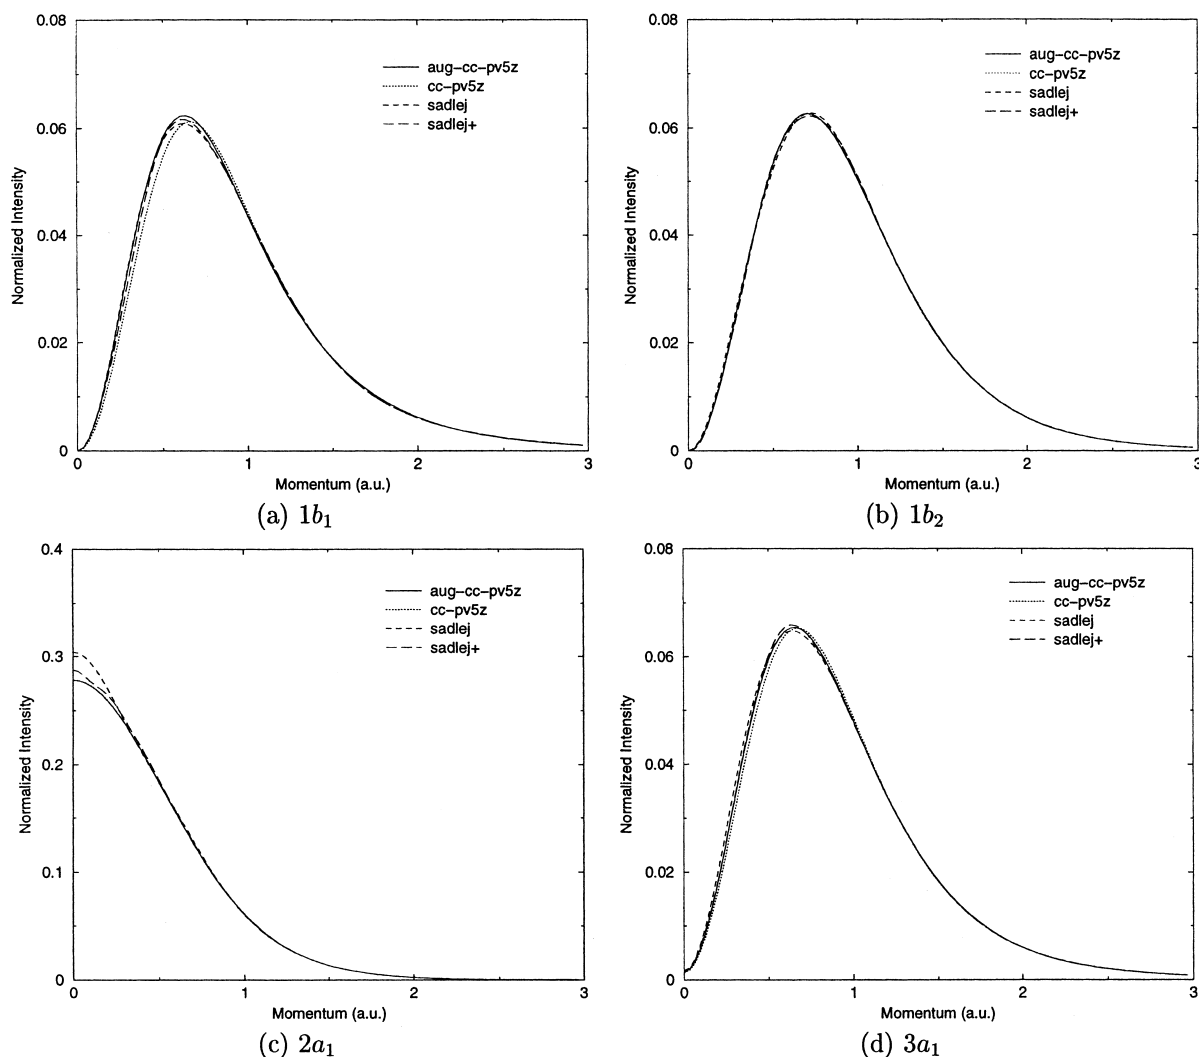 0.08
0.06
0.04
0.02
0
Normalized Intensity
aug-cc-pv5z
cc-pv5z
sadlej
sadlej+
0 1 2 3
Momentum (a.u.)
(a) 1b₁
0.08
0.06
0.04
0.02
0
Normalized Intensity
aug-cc-pv5z
cc-pv5z
sadlej
sadlej+
0 1 2 3
Momentum (a.u.)
(b) 1b₂
0.4
0.3
0.2
0.1
0
Normalized Intensity
aug-cc-pv5z
cc-pv5z
sadlej
sadlej+
0 1 2 3
Momentum (a.u.)
(c) 2a₁
0.08
0.06
0.04
0.02
0
Normalized Intensity
aug-cc-pv5z
cc-pv5z
sadlej
sadlej+
0 1 2 3
Momentum (a.u.)
(d) 3a₁